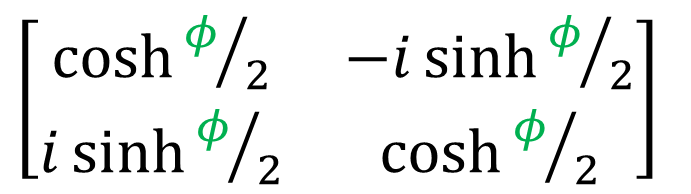 cosh ϕ/2 −i sinh ϕ/2
i sinh ϕ/2 cosh ϕ/2